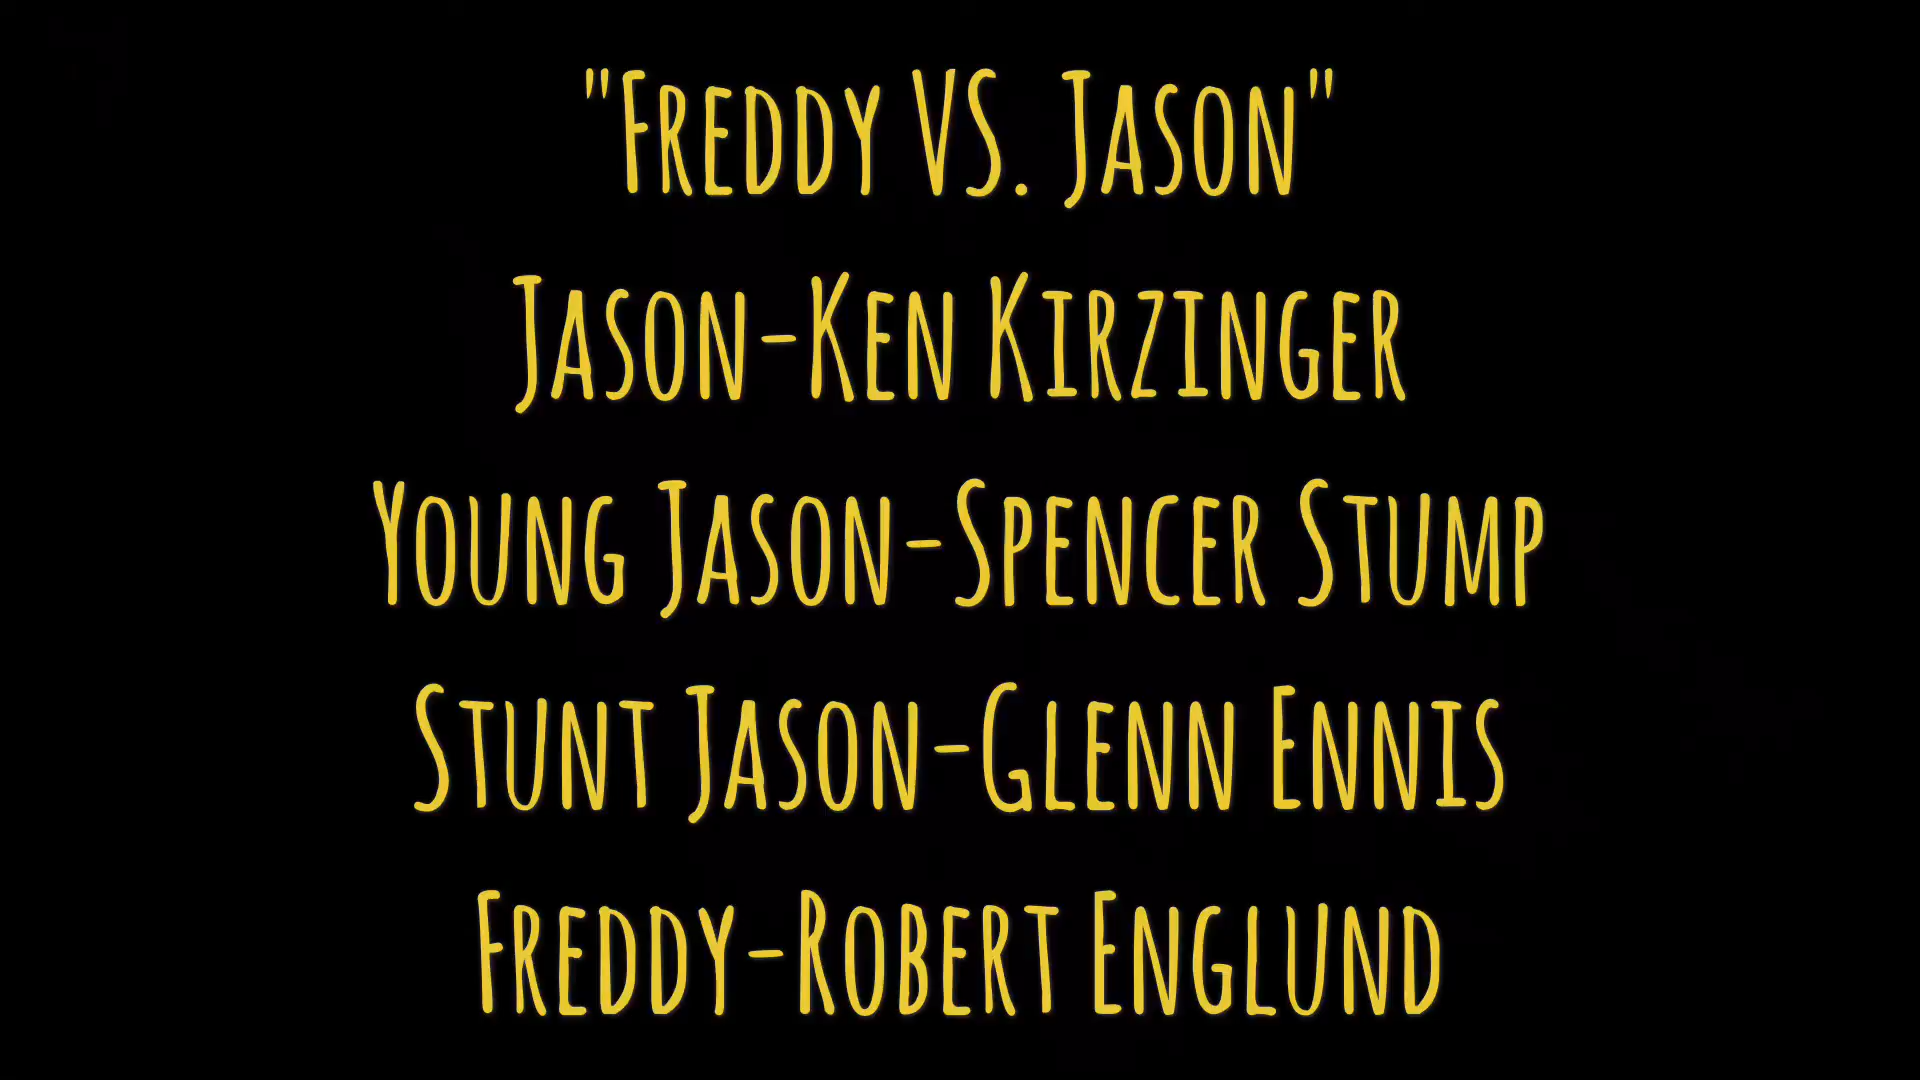 "Freddy VS. Jason"
Jason-Ken Kirzinger
Young Jason-Spencer Stump
Stunt Jason-Glenn Ennis
Freddy-Robert Englund